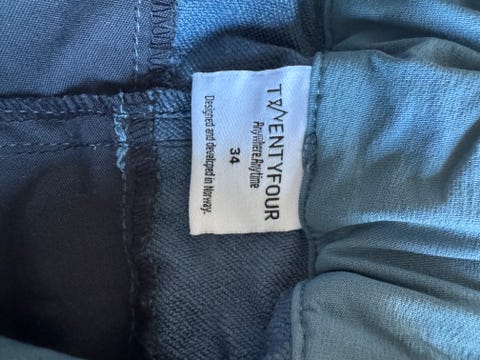 TWENTYFOUR
Anywhere.Anytime
34
Designed and developed in Norway.